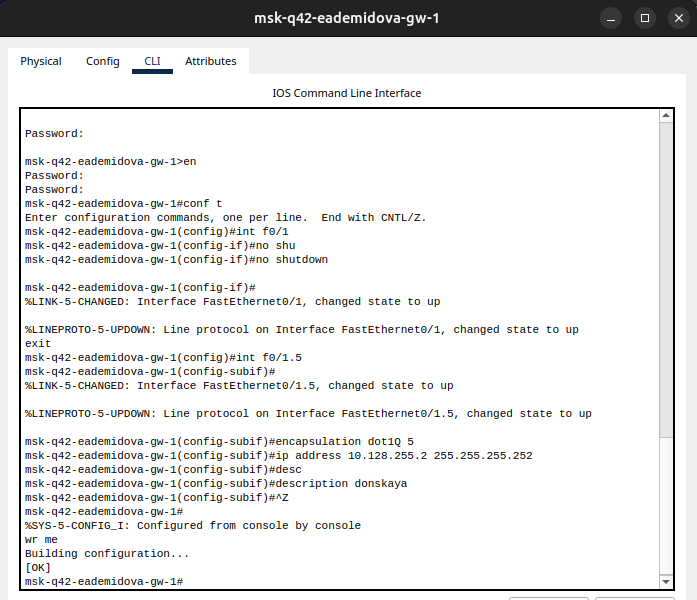 msk-q42-eademidova-gw-1
Physical Config CLI Attributes
IOS Command Line Interface
Password:
msk-q42-eademidova-gw-1>en
Password:
Password:
msk-q42-eademidova-gw-1#conf t
Enter configuration commands, one per line.  End with CNTL/Z.
msk-q42-eademidova-gw-1(config)#int f0/1
msk-q42-eademidova-gw-1(config-if)#no shu
msk-q42-eademidova-gw-1(config-if)#no shutdown
msk-q42-eademidova-gw-1(config-if)#
%LINK-5-CHANGED: Interface FastEthernet0/1, changed state to up
%LINEPROTO-5-UPDOWN: Line protocol on Interface FastEthernet0/1, changed state to up
exit
msk-q42-eademidova-gw-1(config)#int f0/1.5
msk-q42-eademidova-gw-1(config-subif)#
%LINK-5-CHANGED: Interface FastEthernet0/1.5, changed state to up
%LINEPROTO-5-UPDOWN: Line protocol on Interface FastEthernet0/1.5, changed state to up
msk-q42-eademidova-gw-1(config-subif)#encapsulation dot1Q 5
msk-q42-eademidova-gw-1(config-subif)#ip address 10.128.255.2 255.255.255.252
msk-q42-eademidova-gw-1(config-subif)#desc
msk-q42-eademidova-gw-1(config-subif)#description donskaya
msk-q42-eademidova-gw-1(config-subif)#^Z
msk-q42-eademidova-gw-1#
%SYS-5-CONFIG_I: Configured from console by console
wr me
Building configuration...
[OK]
msk-q42-eademidova-gw-1#